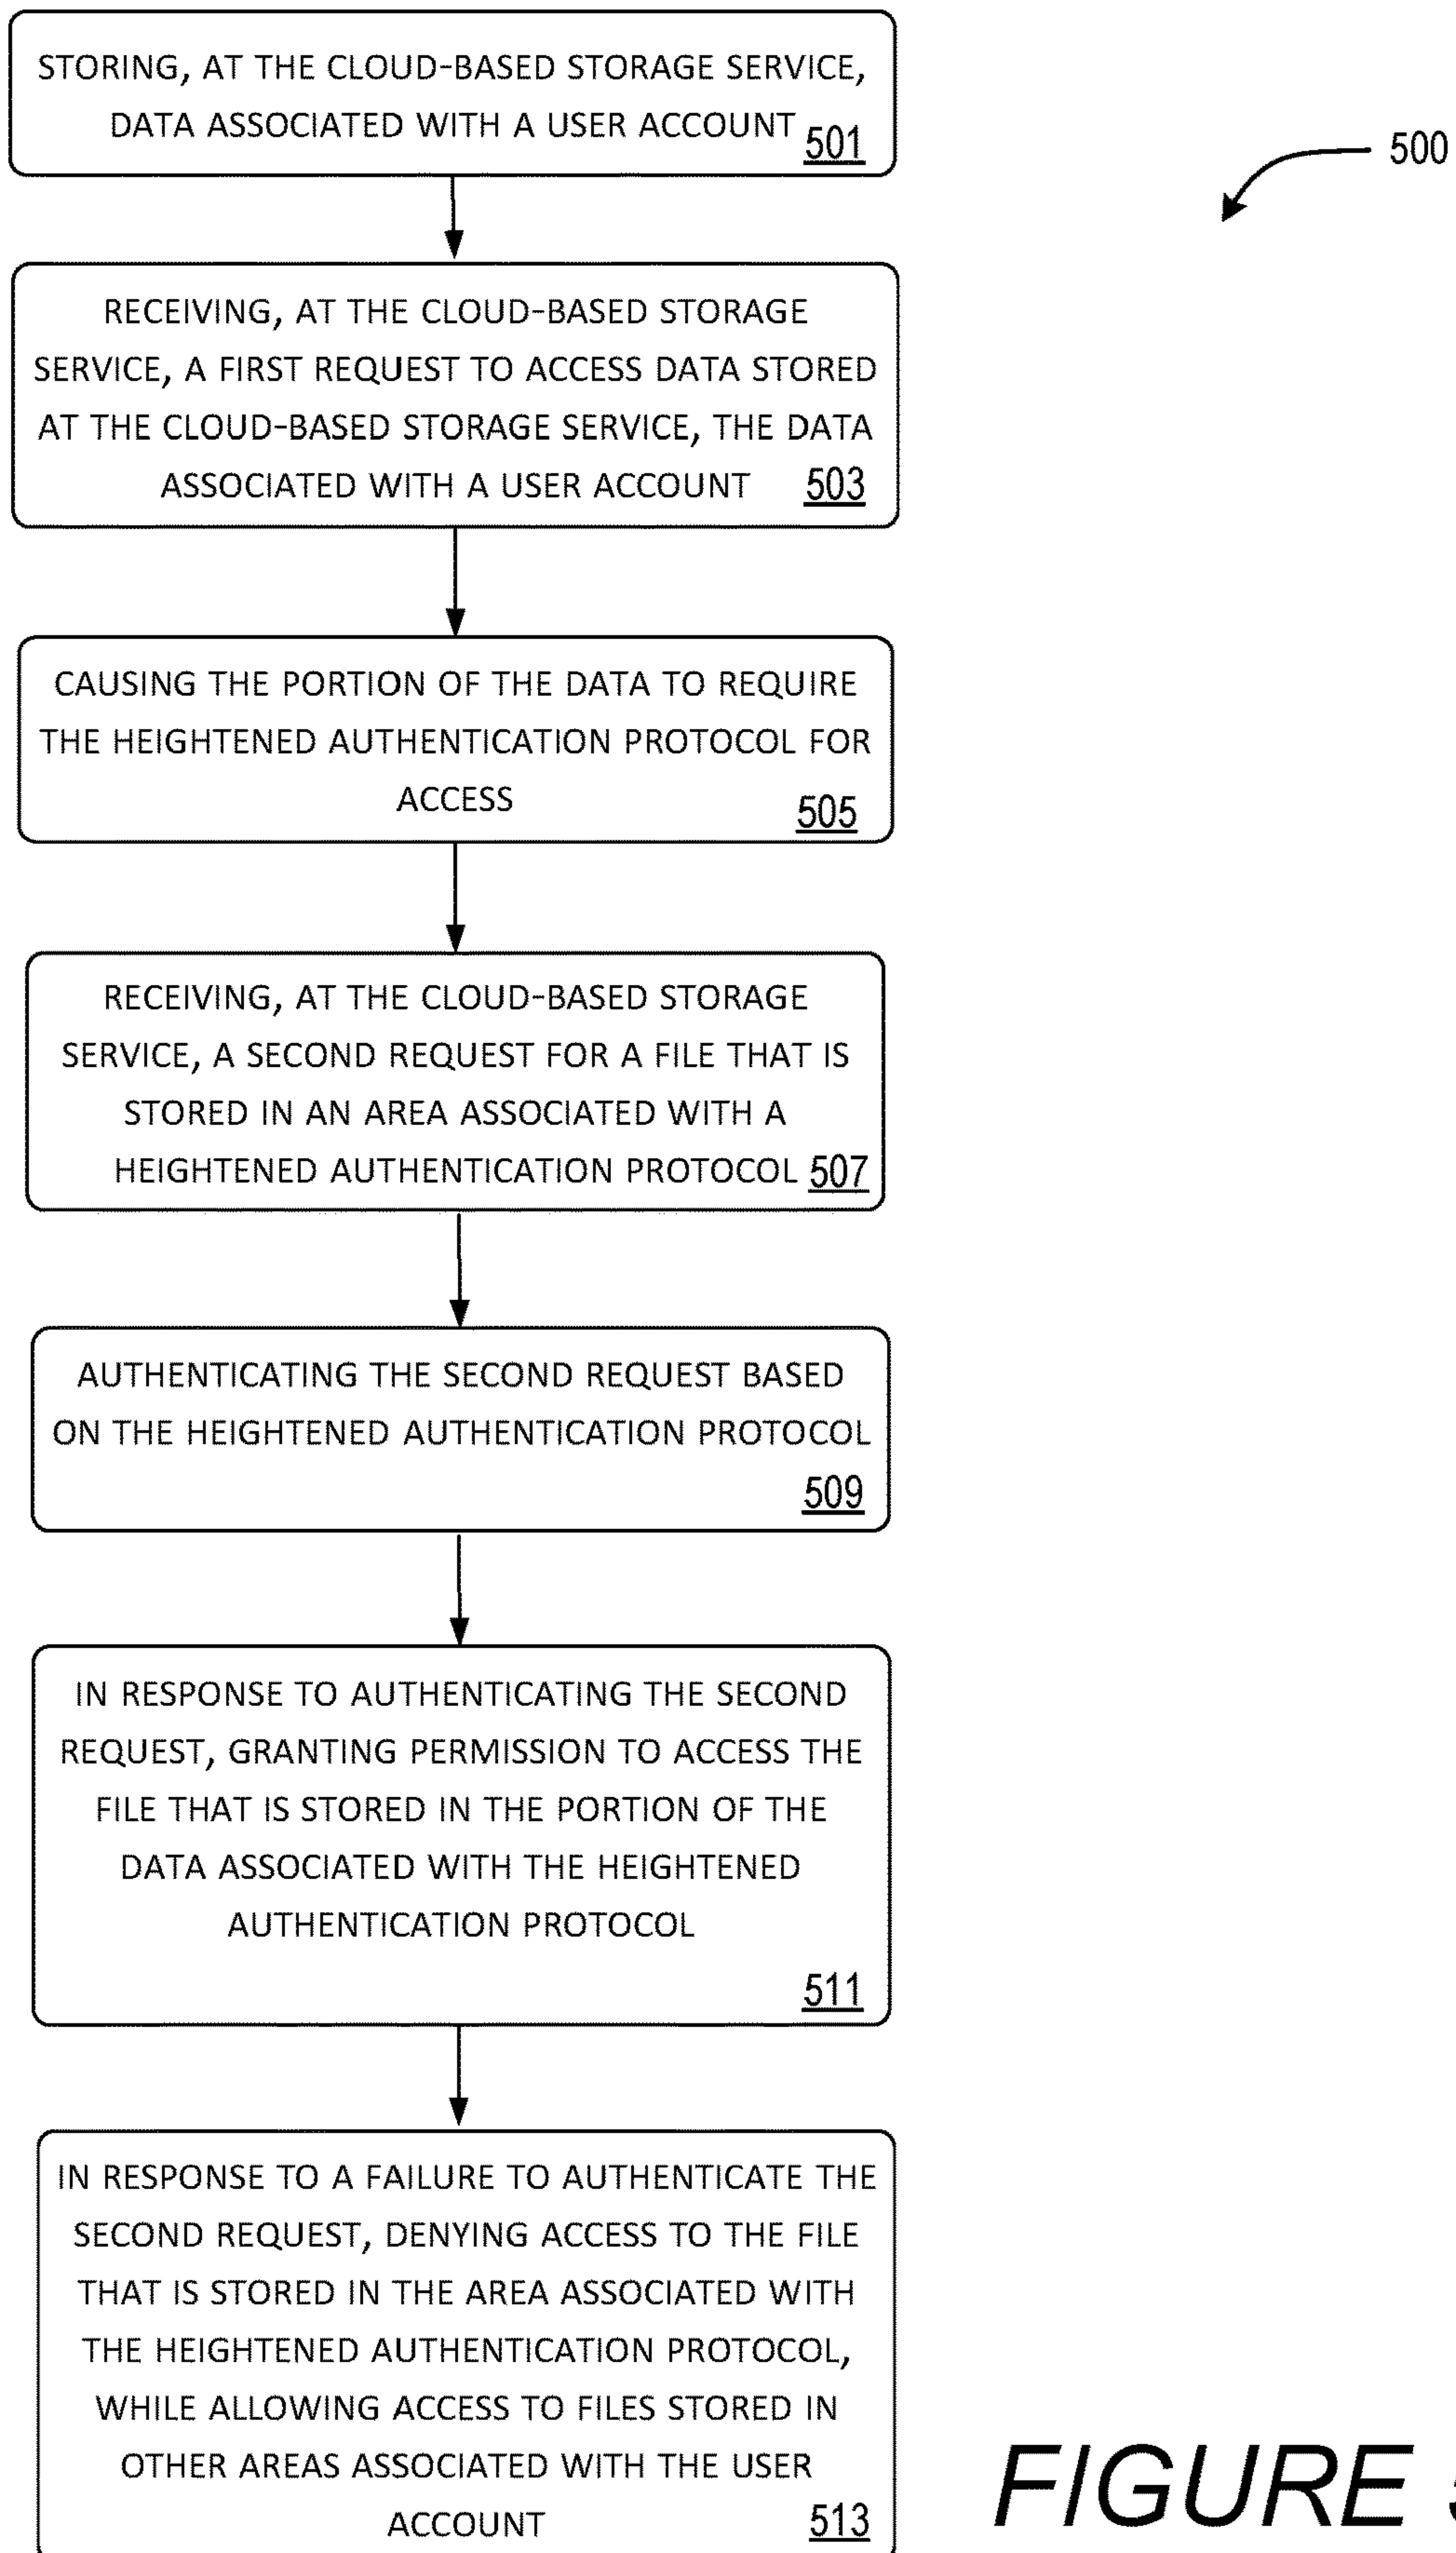 STORING, AT THE CLOUD-BASED STORAGE SERVICE,
DATA ASSOCIATED WITH A USER ACCOUNT 501
500
RECEIVING, AT THE CLOUD-BASED STORAGE
SERVICE, A FIRST REQUEST TO ACCESS DATA STORED
AT THE CLOUD-BASED STORAGE SERVICE, THE DATA
ASSOCIATED WITH A USER ACCOUNT 503
CAUSING THE PORTION OF THE DATA TO REQUIRE
THE HEIGHTENED AUTHENTICATION PROTOCOL FOR
ACCESS 505
RECEIVING, AT THE CLOUD-BASED STORAGE
SERVICE, A SECOND REQUEST FOR A FILE THAT IS
STORED IN AN AREA ASSOCIATED WITH A
HEIGHTENED AUTHENTICATION PROTOCOL 507
AUTHENTICATING THE SECOND REQUEST BASED
ON THE HEIGHTENED AUTHENTICATION PROTOCOL
509
IN RESPONSE TO AUTHENTICATING THE SECOND
REQUEST, GRANTING PERMISSION TO ACCESS THE
FILE THAT IS STORED IN THE PORTION OF THE
DATA ASSOCIATED WITH THE HEIGHTENED
AUTHENTICATION PROTOCOL
511
IN RESPONSE TO A FAILURE TO AUTHENTICATE THE
SECOND REQUEST, DENYING ACCESS TO THE FILE
THAT IS STORED IN THE AREA ASSOCIATED WITH
THE HEIGHTENED AUTHENTICATION PROTOCOL,
WHILE ALLOWING ACCESS TO FILES STORED IN
OTHER AREAS ASSOCIATED WITH THE USER
ACCOUNT 513
FIGURE